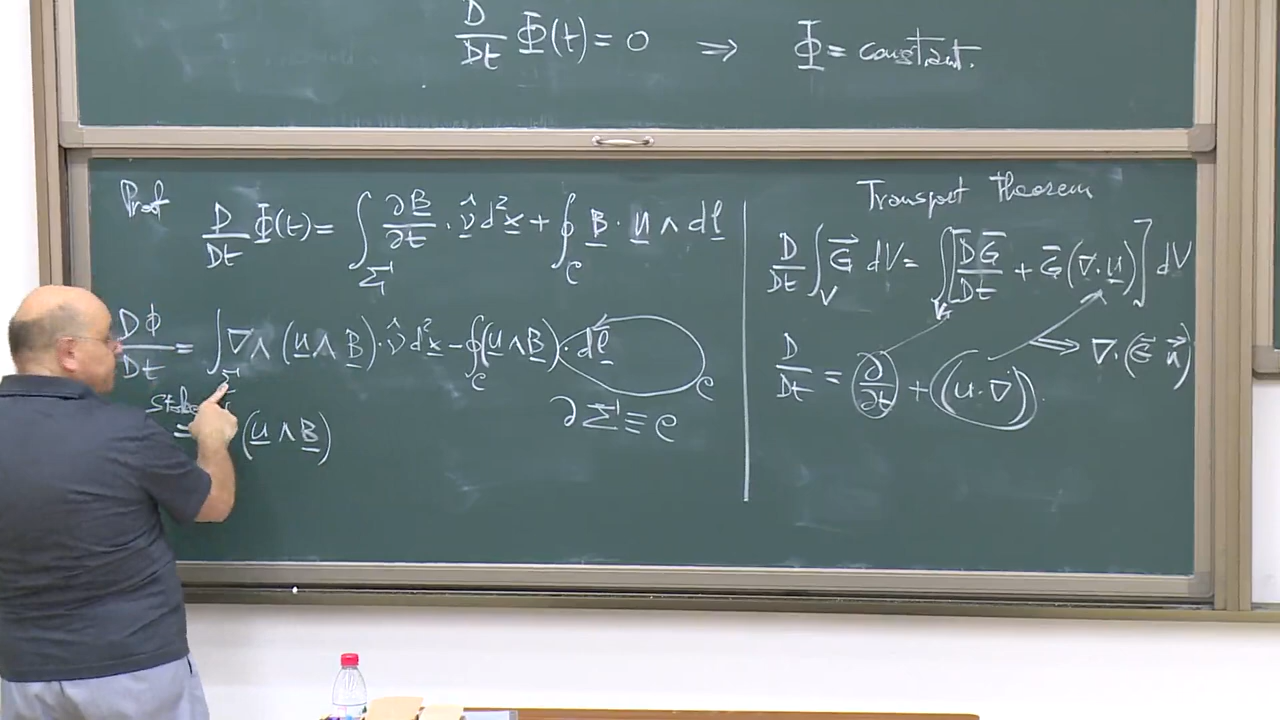 D/Dt Φ(t) = 0 ⇒ Φ = constant.
Proof D/Dt Φ(t) = ∫_Σ ∂B/∂t · ν̂ d²x + ∮_C B · u ∧ dl
DΦ/Dt = ∫_Σ ∇∧ (u∧B) · ν̂ d²x − ∮_C (u∧B) · dl
C
Stokes
= (u∧B)
∂Σ ≡ C
Transport Theorem
D/Dt ∫_V G⃗ dV = ∫_V [DG⃗/Dt + G⃗(∇·u)] dV
D/Dt = ∂/∂t + (u·∇) ⟸ ∇·(G⃗ u⃗)